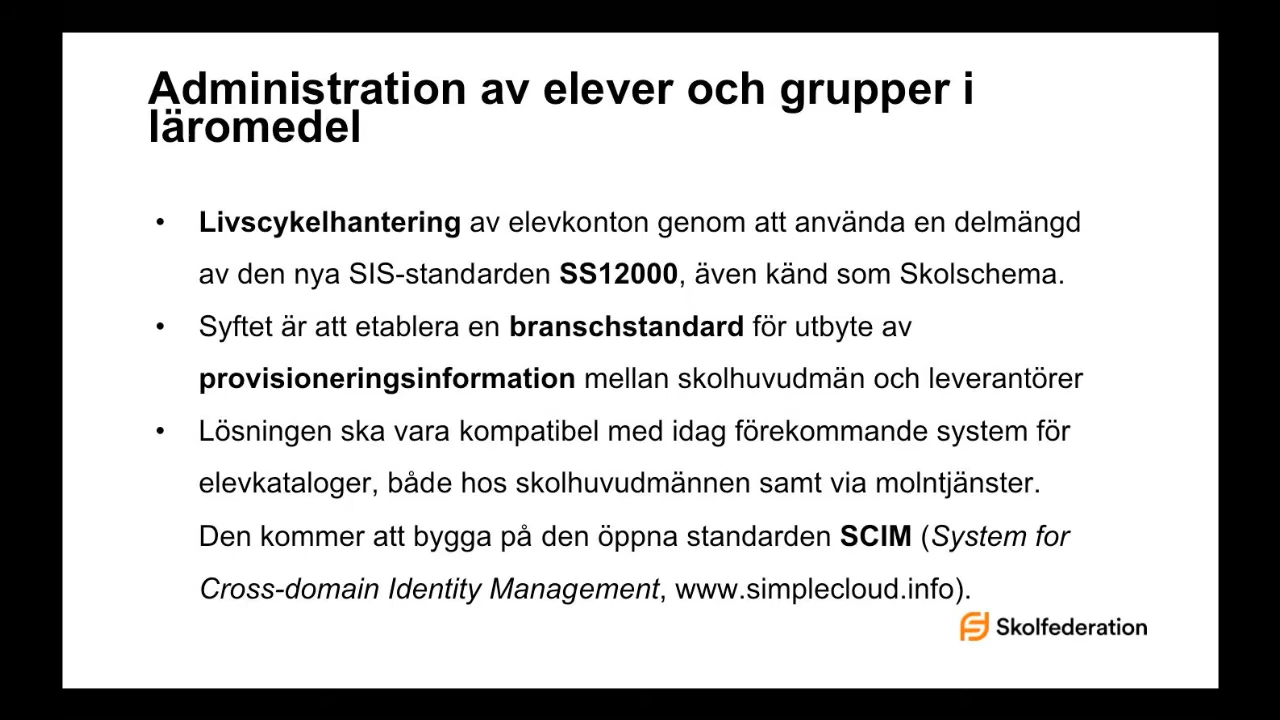 Administration av elever och grupper i
läromedel
• Livscykelhantering av elevkonton genom att använda en delmängd
av den nya SIS-standarden SS12000, även känd som Skolschema.
• Syftet är att etablera en branschstandard för utbyte av
provisioneringsinformation mellan skolhuvudmän och leverantörer
• Lösningen ska vara kompatibel med idag förekommande system för
elevkataloger, både hos skolhuvudmännen samt via molntjänster.
Den kommer att bygga på den öppna standarden SCIM (System for
Cross-domain Identity Management, www.simplecloud.info).
Skolfederation